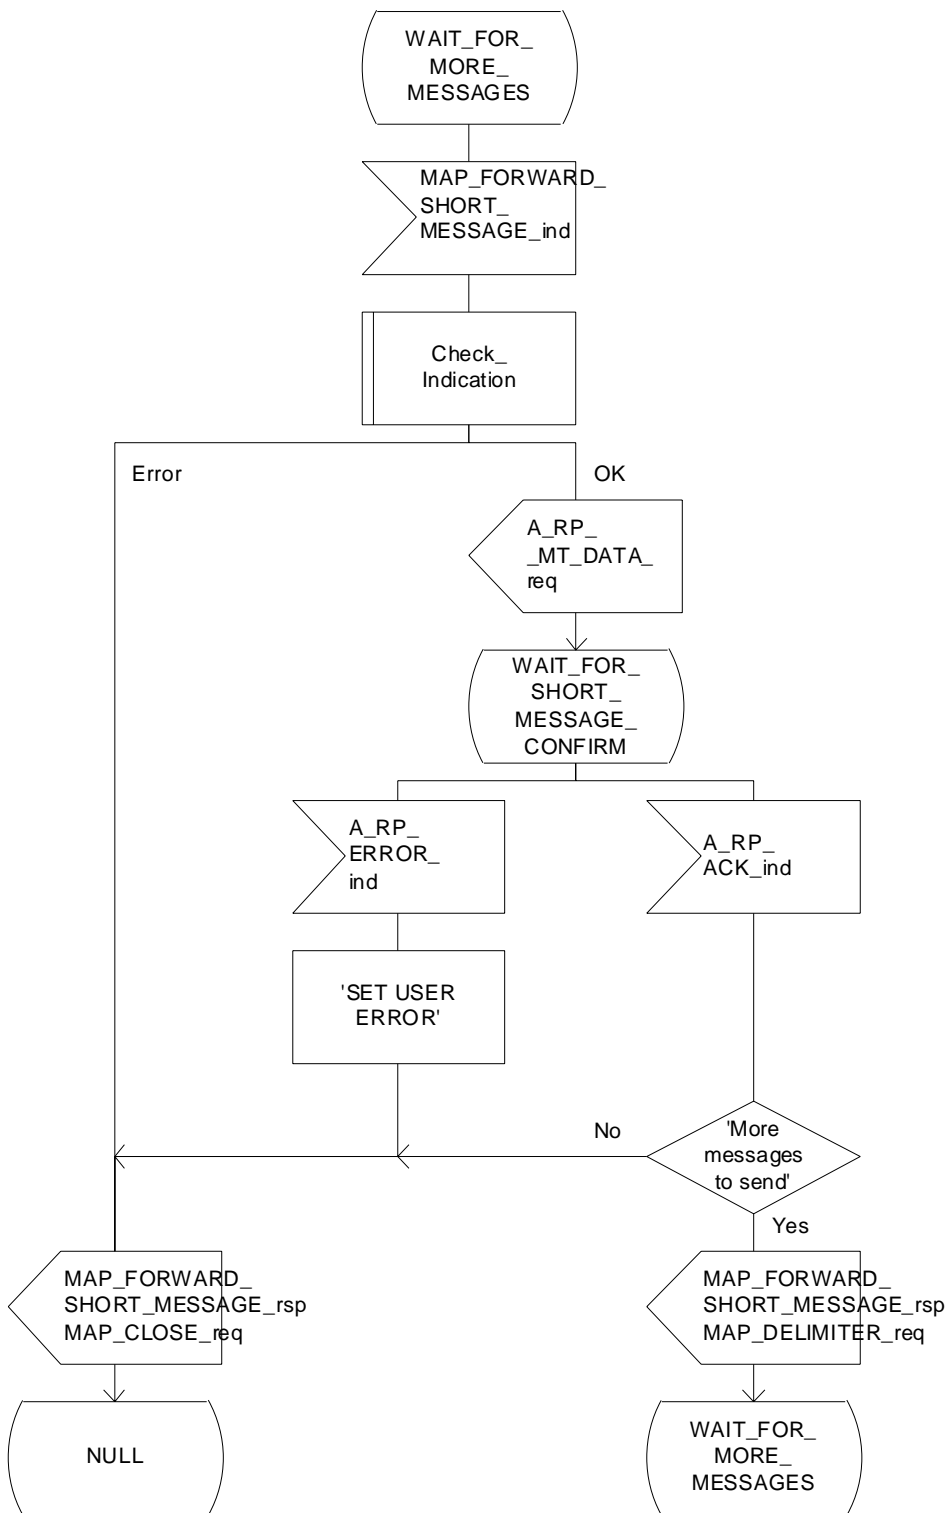 WAIT_FOR_
MORE_
MESSAGES
MAP_FORWARD_
SHORT_
MESSAGE_ind
Check_
Indication
Error
OK
A_RP_
_MT_DATA_
req
WAIT_FOR_
SHORT_
MESSAGE_
CONFIRM
A_RP_
ERROR_
ind
A_RP_
ACK_ind
'SET USER
ERROR'
No
'More
messages
to send'
Yes
MAP_FORWARD_
SHORT_MESSAGE_rsp
MAP_CLOSE_req
MAP_FORWARD_
SHORT_MESSAGE_rsp
MAP_DELIMITER_req
NULL
WAIT_FOR_
MORE_
MESSAGES